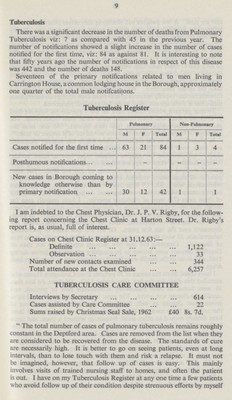 9
Tuberculosis
There was a significant decrease in the number of deaths from Pulmonary
Tuberculosis viz: 7 as compared with 45 in the previous year. The
number of notifications showed a slight increase in the number of cases
notified for the first time, viz: 84 as against 81. It is interesting to note
that fifty years ago the number of notifications in respect of this disease
was 442 and the number of deaths 148.
Seventeen of the primary notifications related to men living in
Carrington House, a common lodging house in the Borough, approximately
one quarter of the total male notifications.
Tuberculosis Register
Pulmonary Non-Pulmonary
M F Total M F Total
Cases notified for the first time ... 63 21 84 1 3 4
Posthumous notifications... ... — — — — —
New cases in Borough coming to
knowledge otherwise than by
primary notification ... ... 30 12 42 1 1
I am indebted to the Chest Physician, Dr. J. P. V. Rigby, for the follow-
ing report concerning the Chest Clinic at Harton Street. Dr. Rigby's
report is, as usual, full of interest.
Cases on Chest Clinic Register at 31.12.63:—
Definite ... ... ... ... ... 1,122
Observation ... ... ... ... ... 33
Number of new contacts examined ... ... 344
Total attendance at the Chest Clinic ... ... 6,257
TUBERCULOSIS CARE COMMITTEE
Interviews by Secretary ... ... ... ... 614
Cases assisted by Care Committee ... ... 22
Sums raised by Christmas Seal Sale, 1962 £40 8s. 7d.
" The total number of cases of pulmonary tuberculosis remains roughly
constant in the Deptford area. Cases are removed from the list when they
are considered to be recovered from the disease. The standards of cure
are necessarily high. It is better to go on seeing patients, even at long
intervals, than to lose touch with them and risk a relapse. It must not
be imagined, however, that follow up of cases is easy. This mainly
involves visits of trained nursing staff to homes, and often the patient
is out. I have on my Tuberculosis Register at any one time a few patients
who avoid follow up of their condition despite strenuous efforts by myself